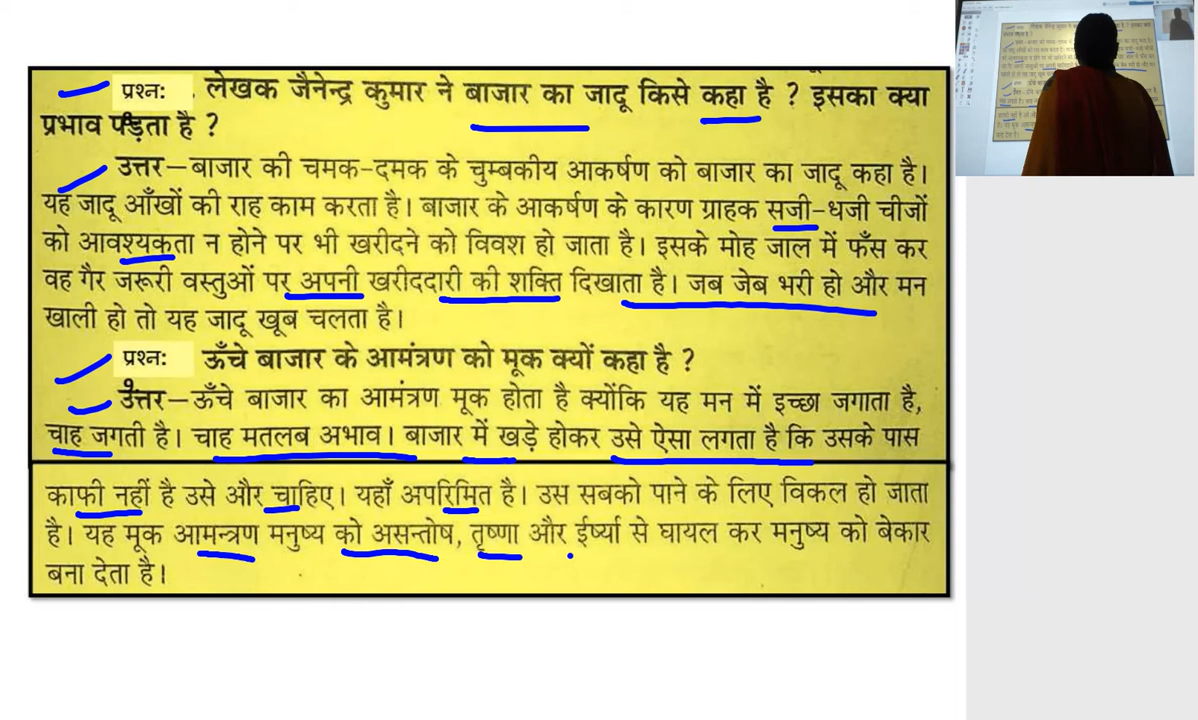 प्रश्न: लेखक जैनेन्द्र कुमार ने बाजार का जादू किसे कहा है ? इसका क्या
प्रभाव पड़ता है ?
उत्तर–बाजार की चमक-दमक के चुम्बकीय आकर्षण को बाजार का जादू कहा है।
यह जादू आँखों की राह काम करता है। बाजार के आकर्षण के कारण ग्राहक सजी-धजी चीजों
को आवश्यकता न होने पर भी खरीदने को विवश हो जाता है। इसके मोह जाल में फँस कर
वह गैर जरूरी वस्तुओं पर अपनी खरीददारी की शक्ति दिखाता है। जब जेब भरी हो और मन
खाली हो तो यह जादू खूब चलता है।
प्रश्न: ऊँचे बाजार के आमंत्रण को मूक क्यों कहा है ?
उत्तर–ऊँचे बाजार का आमंत्रण मूक होता है क्योंकि यह मन में इच्छा जगाता है,
चाह जगती है। चाह मतलब अभाव। बाजार में खड़े होकर उसे ऐसा लगता है कि उसके पास
काफी नहीं है उसे और चाहिए। यहाँ अपरिमित है। उस सबको पाने के लिए विकल हो जाता
है। यह मूक आमन्त्रण मनुष्य को असन्तोष, तृष्णा और ईर्ष्या से घायल कर मनुष्य को बेकार
बना देता है।